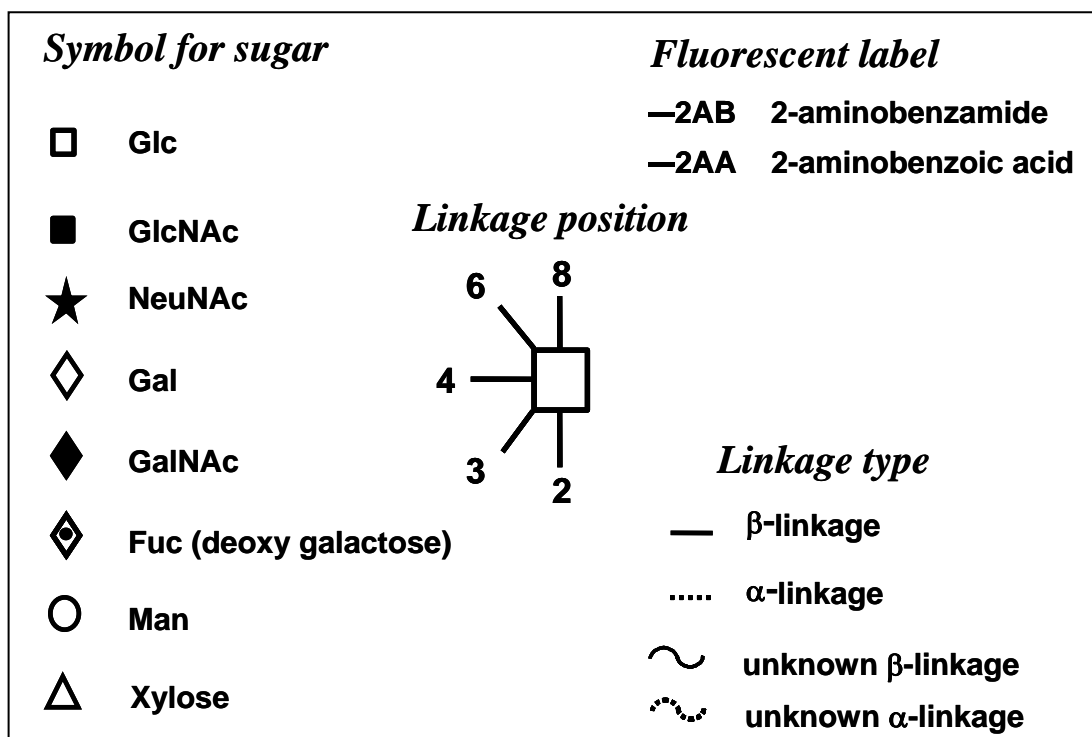 Symbol for sugar
Glc
GlcNAc
NeuNAc
Gal
GalNAc
Fuc (deoxy galactose)
Man
Xylose
Fluorescent label
—2AB 2-aminobenzamide
—2AA 2-aminobenzoic acid
Linkage position
6 8
4
3 2
Linkage type
β-linkage
α-linkage
unknown β-linkage
unknown α-linkage